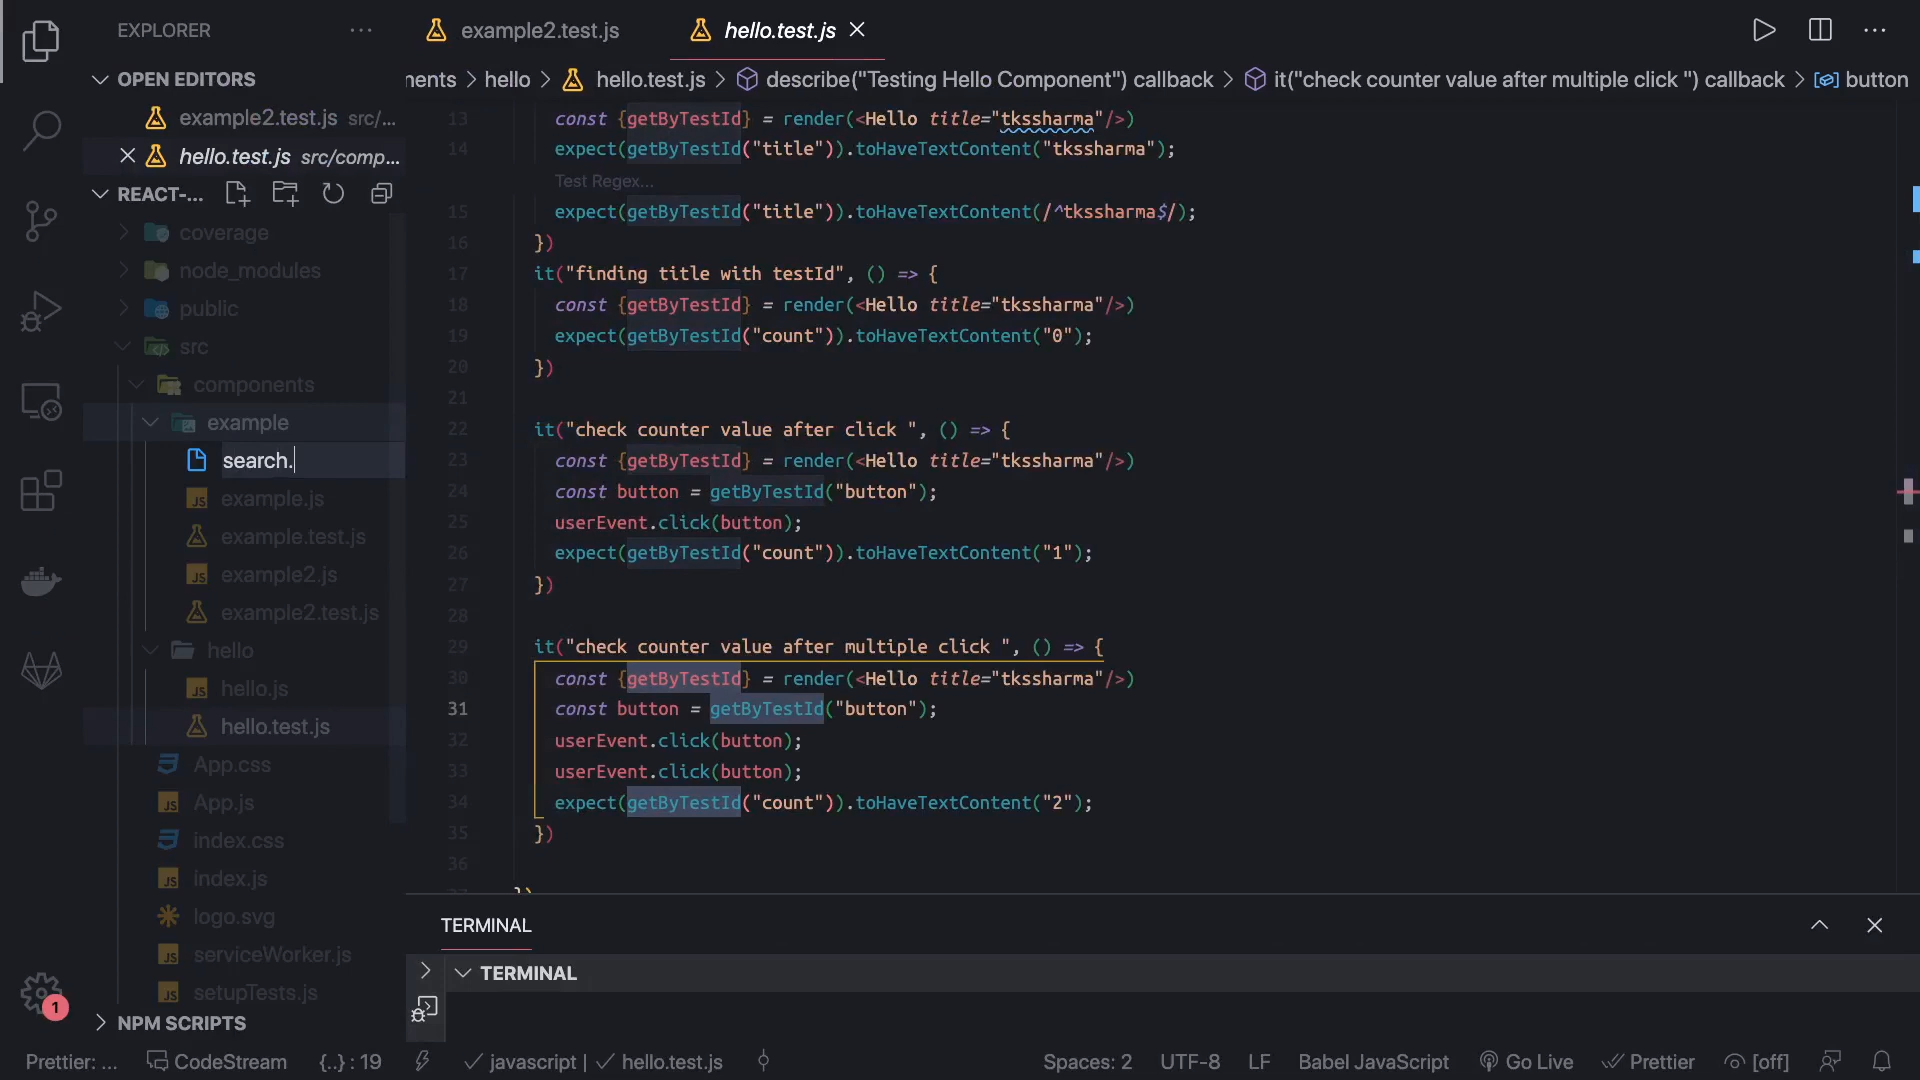 EXPLORER
OPEN EDITORS
example2.test.js src/...
hello.test.js src/comp...
REACT-...
coverage
node_modules
public
src
components
example
search.
example.js
example.test.js
example2.js
example2.test.js
hello
hello.js
hello.test.js
App.css
App.js
index.css
index.js
logo.svg
serviceWorker.js
setupTests.js
NPM SCRIPTS
1
example2.test.js
hello.test.js
nents > hello > hello.test.js > describe("Testing Hello Component") callback > it("check counter value after multiple click ") callback > button
13 const {getByTestId} = render(<Hello title="tkssharma"/>)
14 expect(getByTestId("title")).toHaveTextContent("tkssharma");
Test Regex...
15 expect(getByTestId("title")).toHaveTextContent(/^tkssharma$/);
16 })
17 it("finding title with testId", () => {
18 const {getByTestId} = render(<Hello title="tkssharma"/>)
19 expect(getByTestId("count")).toHaveTextContent("0");
20 })
21
22 it("check counter value after click ", () => {
23 const {getByTestId} = render(<Hello title="tkssharma"/>)
24 const button = getByTestId("button");
25 userEvent.click(button);
26 expect(getByTestId("count")).toHaveTextContent("1");
27 })
28
29 it("check counter value after multiple click ", () => {
30 const {getByTestId} = render(<Hello title="tkssharma"/>)
31 const button = getByTestId("button");
32 userEvent.click(button);
33 userEvent.click(button);
34 expect(getByTestId("count")).toHaveTextContent("2");
35 })
36
TERMINAL
TERMINAL
Prettier: ... CodeStream {..} : 19 javascript | hello.test.js Spaces: 2 UTF-8 LF Babel JavaScript Go Live Prettier [off]